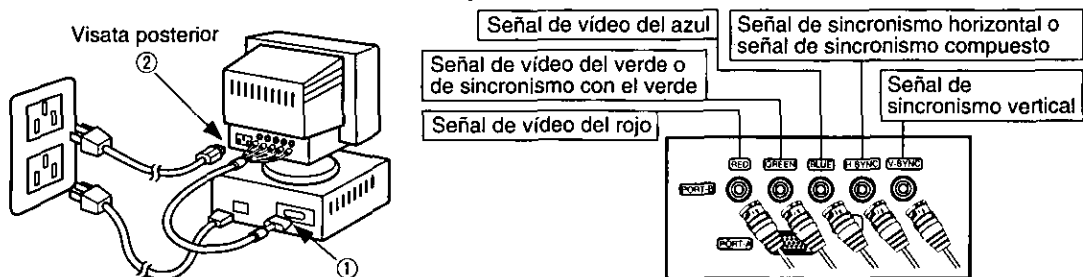 Visata posterior
②
①
Señal de vídeo del azul
Señal de sincronismo horizontal o
señal de sincronismo compuesto
Señal de vídeo del verde o
de sincronismo con el verde
Señal de
sincronismo vertical
Señal de vídeo del rojo
RED GREEN BLUE H.SYNC V-SYNC
PORT-B
PORT-A